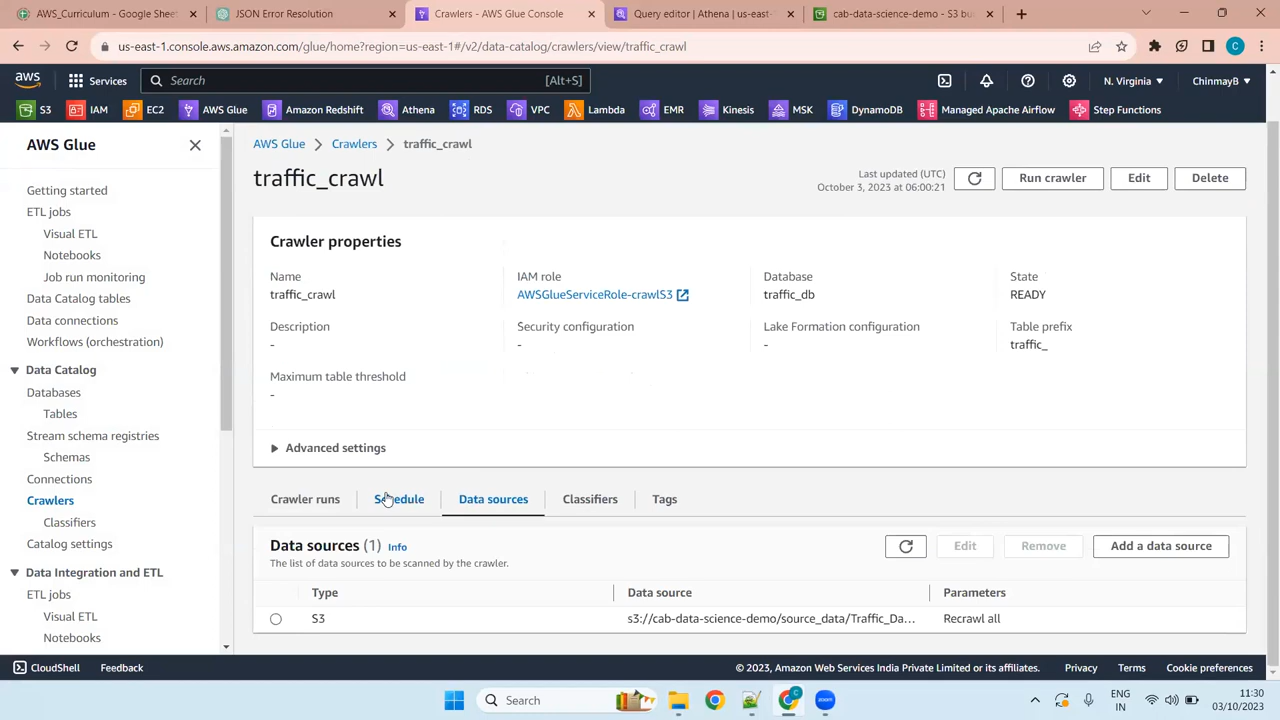 AWS_Curriculum - Google Sheet
JSON Error Resolution
Crawlers - AWS Glue Console
Query editor | Athena | us-east-
cab-data-science-demo - S3 bu
us-east-1.console.aws.amazon.com/glue/home?region=us-east-1#/v2/data-catalog/crawlers/view/traffic_crawl
aws Services Search [Alt+S] N. Virginia ChinmayB
S3 IAM EC2 AWS Glue Amazon Redshift Athena RDS VPC Lambda EMR Kinesis MSK DynamoDB Managed Apache Airflow Step Functions
AWS Glue
Getting started
ETL jobs
Visual ETL
Notebooks
Job run monitoring
Data Catalog tables
Data connections
Workflows (orchestration)
Data Catalog
Databases
Tables
Stream schema registries
Schemas
Connections
Crawlers
Classifiers
Catalog settings
Data Integration and ETL
ETL jobs
Visual ETL
Notebooks
AWS Glue Crawlers traffic_crawl
traffic_crawl
Last updated (UTC)
October 3, 2023 at 06:00:21
Run crawler Edit Delete
Crawler properties
Name
traffic_crawl
IAM role
AWSGlueServiceRole-crawlS3
Database
traffic_db
State
READY
Description
-
Security configuration
-
Lake Formation configuration
-
Table prefix
traffic_
Maximum table threshold
-
Advanced settings
Crawler runs Schedule Data sources Classifiers Tags
Data sources (1) Info
The list of data sources to be scanned by the crawler.
Edit Remove Add a data source
Type Data source Parameters
S3 s3://cab-data-science-demo/source_data/Traffic_Da... Recrawl all
CloudShell Feedback © 2023, Amazon Web Services India Private Limited or its affiliates. Privacy Terms Cookie preferences
Search
ENG
IN
11:30
03/10/2023